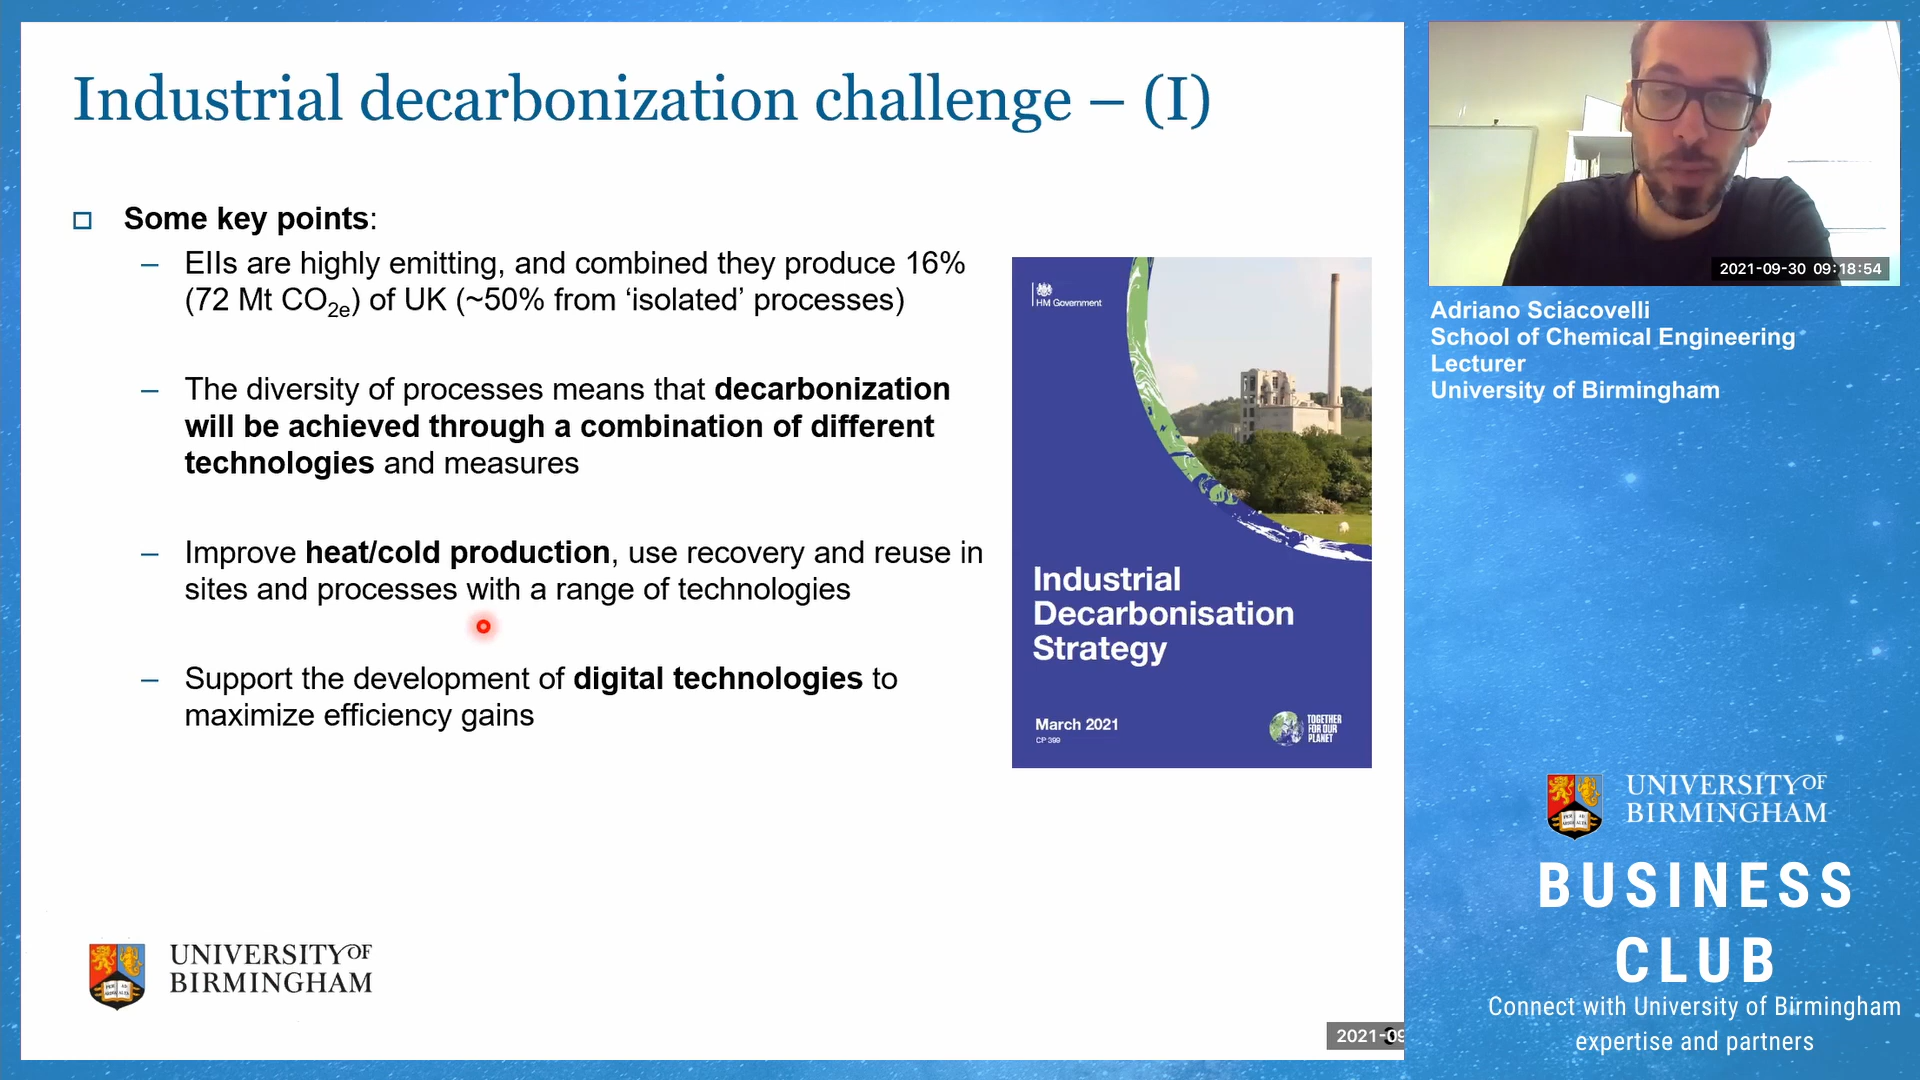 Industrial decarbonization challenge – (I)
Some key points:
– EIIs are highly emitting, and combined they produce 16%
(72 Mt CO2e) of UK (~50% from ‘isolated’ processes)
– The diversity of processes means that decarbonization
will be achieved through a combination of different
technologies and measures
– Improve heat/cold production, use recovery and reuse in
sites and processes with a range of technologies
– Support the development of digital technologies to
maximize efficiency gains
HM Government
Industrial
Decarbonisation
Strategy
March 2021
CP 399
TOGETHER
FOR OUR
PLANET
UNIVERSITY OF
BIRMINGHAM
2021-09
2021-09-30 09:18:54
Adriano Sciacovelli
School of Chemical Engineering
Lecturer
University of Birmingham
UNIVERSITY OF
BIRMINGHAM
BUSINESS
CLUB
Connect with University of Birmingham
expertise and partners